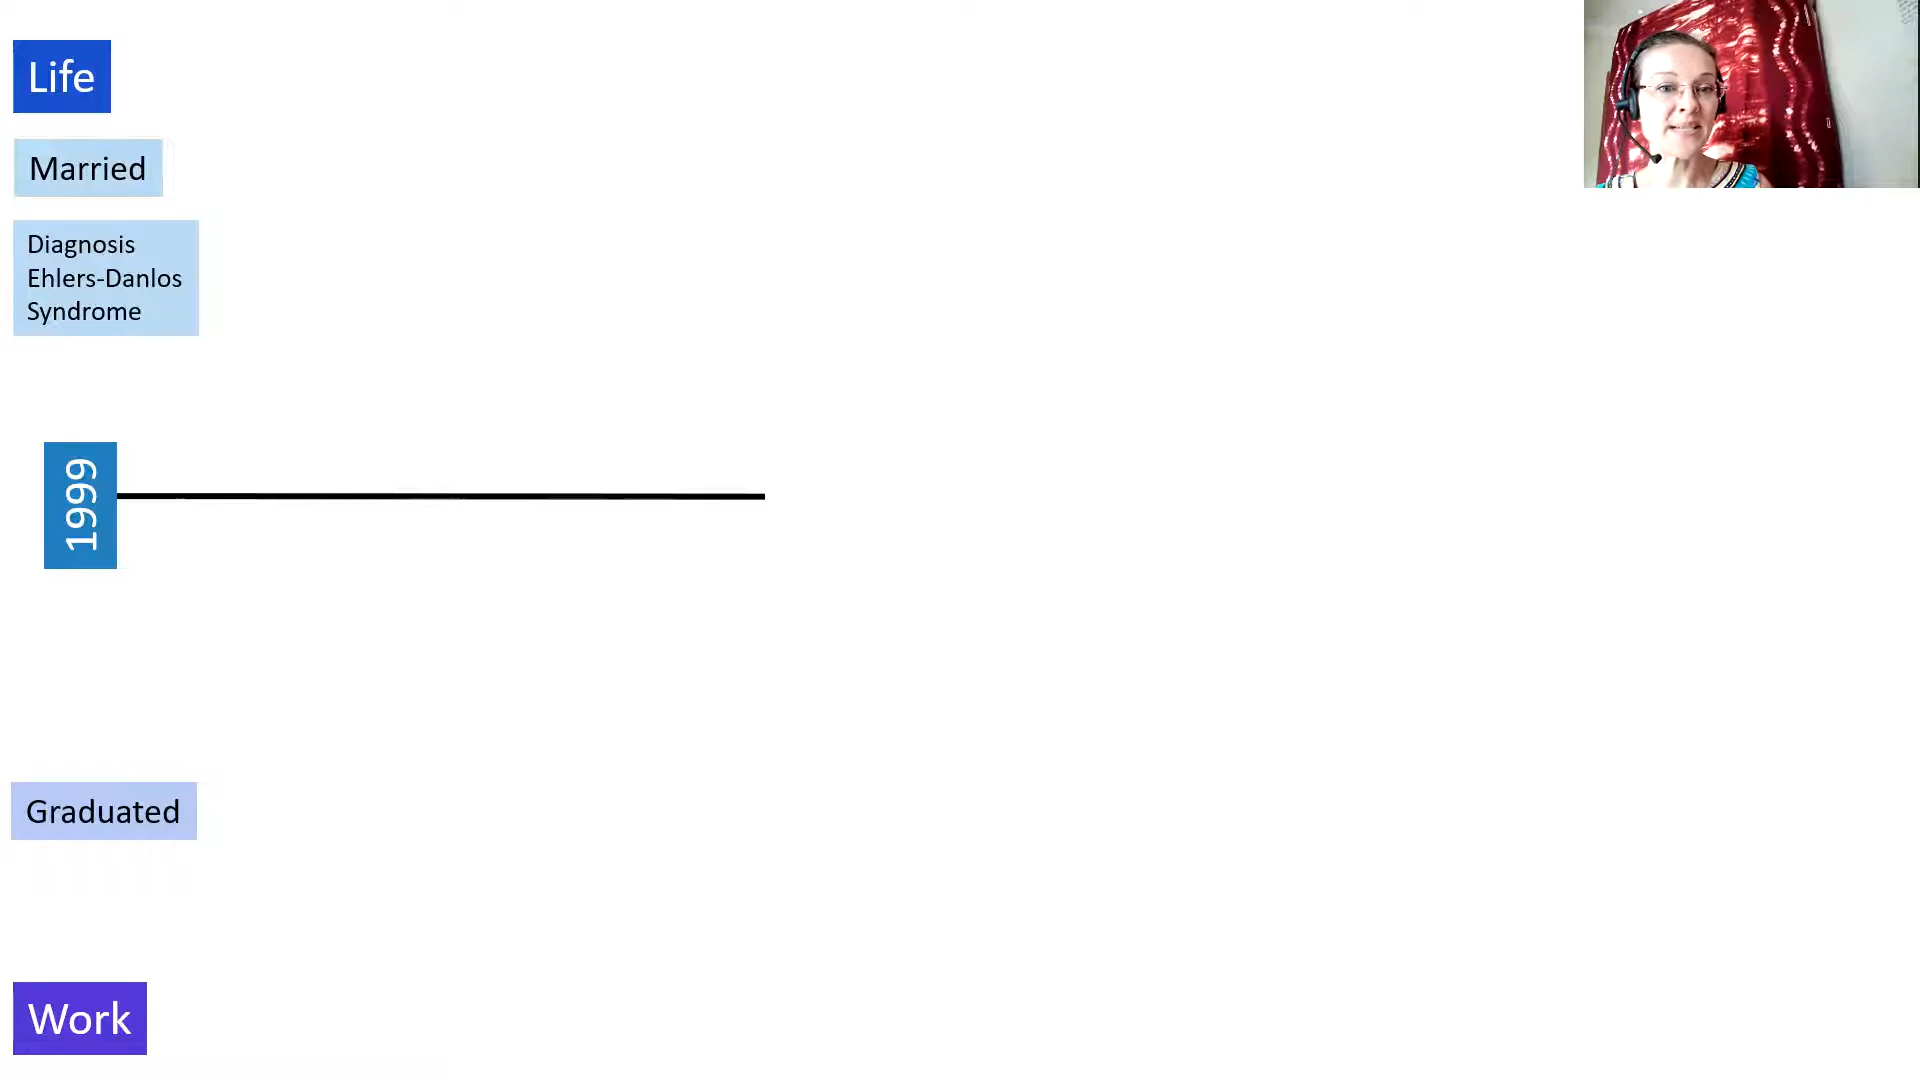 Life
Married
Diagnosis
Ehlers-Danlos
Syndrome
1999
Graduated
Work